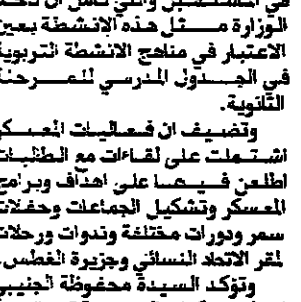 في المستقبل والتي نأمل ان تأخذ
الوزارة مثل هذه الانشطة بعين
الاعتبار في مناهج الانشطة التربوية
في الجدول المدرسي للمرحلة
الثانوية.
وتضيف ان فعاليات المعسكر
اشتملت على لقاءات مع الطالبات
اطلعن فيها على اهداف وبرامج
المعسكر وتشكيل الجماعات وحفلات
سمر ودورات مختلفة وندوات ورحلات
لمقر الاتحاد النسائي وجزيرة الغطس.
وتؤكد السيدة محفوظة الجنيبي